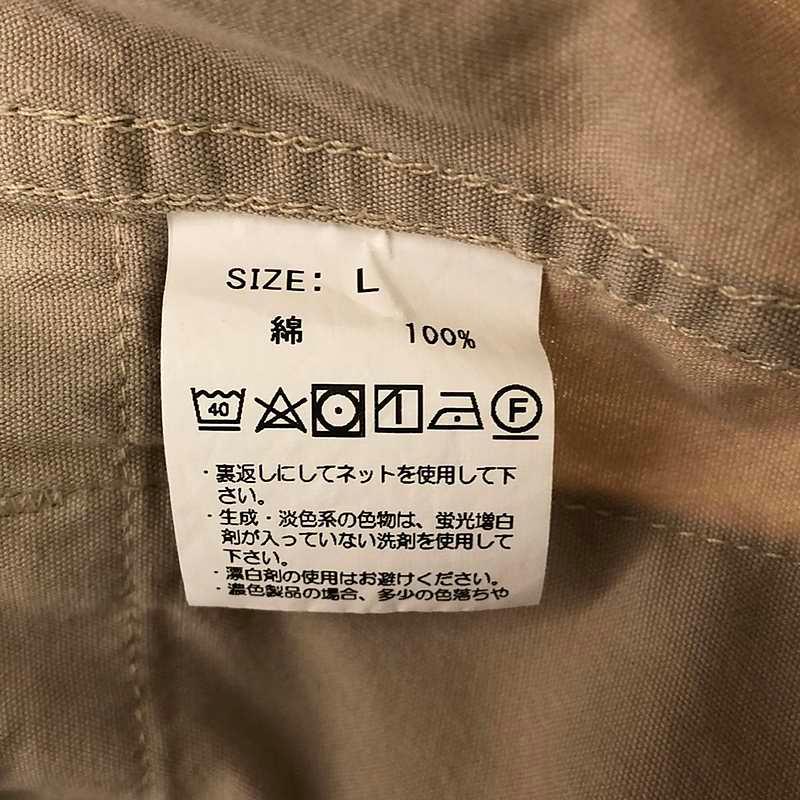 SIZE: L
綿 100%
40 F
・裏返しにしてネットを使用して下
さい。
・生成・淡色系の色物は、蛍光増白
剤が入っていない洗剤を使用して
下さい。
・漂白剤の使用はお避けください。
・濃色製品の場合、多少の色落ちや